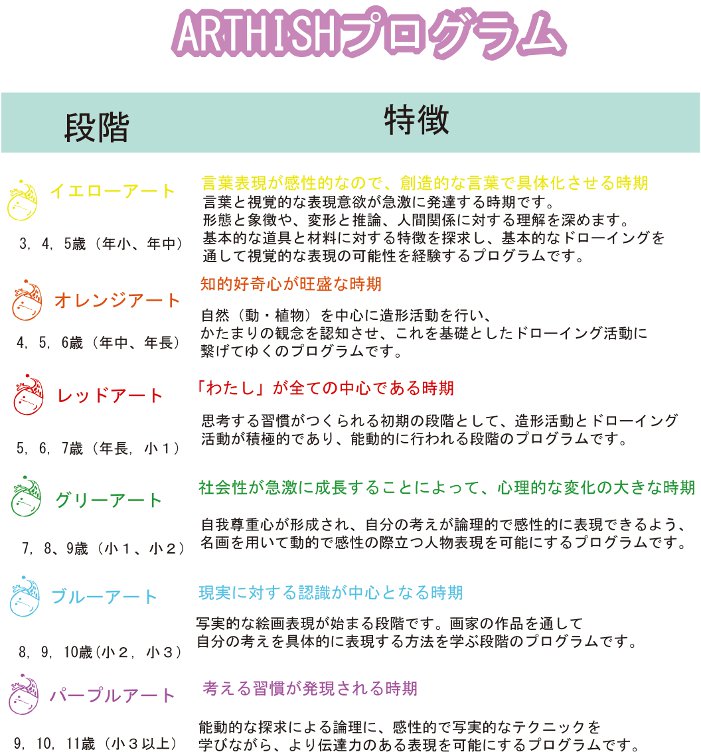 ARTHISHプログラム
段階
特徴
イエローアート
3, 4, 5歳（年小、年中）
言葉表現が感性的なので、創造的な言葉で具体化させる時期
言葉と視覚的な表現意欲が急激に発達する時期です。
形態と象徴や、変形と推論、人間関係に対する理解を深めます。
基本的な道具と材料に対する特徴を探求し、基本的なドローイングを
通して視覚的な表現の可能性を経験するプログラムです。
オレンジアート
4, 5, 6歳（年中、年長）
知的好奇心が旺盛な時期
自然（動・植物）を中心に造形活動を行い、
かたまりの観念を認知させ、これを基礎としたドローイング活動に
繋げてゆくのプログラムです。
レッドアート
5, 6, 7歳（年長, 小１）
「わたし」が全ての中心である時期
思考する習慣がつくられる初期の段階として、造形活動とドローイング
活動が積極的であり、能動的に行われる段階のプログラムです。
グリーアート
7, 8、9歳（小１、小２）
社会性が急激に成長することによって、心理的な変化の大きな時期
自我尊重心が形成され、自分の考えが論理的で感性的に表現できるよう、
名画を用いて動的で感性の際立つ人物表現を可能にするプログラムです。
ブルーアート
8, 9, 10歳(小２, 小３）
現実に対する認識が中心となる時期
写実的な絵画表現が始まる段階です。画家の作品を通して
自分の考えを具体的に表現する方法を学ぶ段階のプログラムです。
パープルアート
9, 10, 11歳（小３以上）
考える習慣が発現される時期
能動的な探求による論理に、感性的で写実的なテクニックを
学びながら、より伝達力のある表現を可能にするプログラムです。